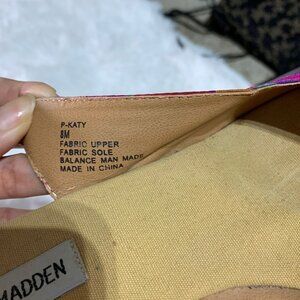 P-KATY
8M
FABRIC UPPER
FABRIC SOLE
BALANCE MAN MADE
MADE IN CHINA
MADDEN